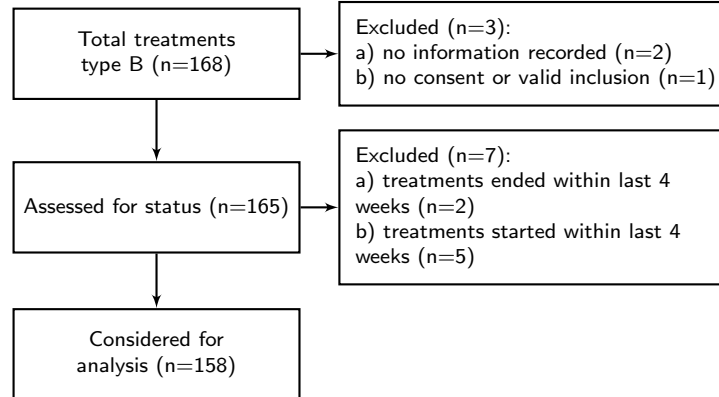 Total treatments
type B (n=168)
Excluded (n=3):
a) no information recorded (n=2)
b) no consent or valid inclusion (n=1)
Assessed for status (n=165)
Excluded (n=7):
a) treatments ended within last 4
weeks (n=2)
b) treatments started within last 4
weeks (n=5)
Considered for
analysis (n=158)